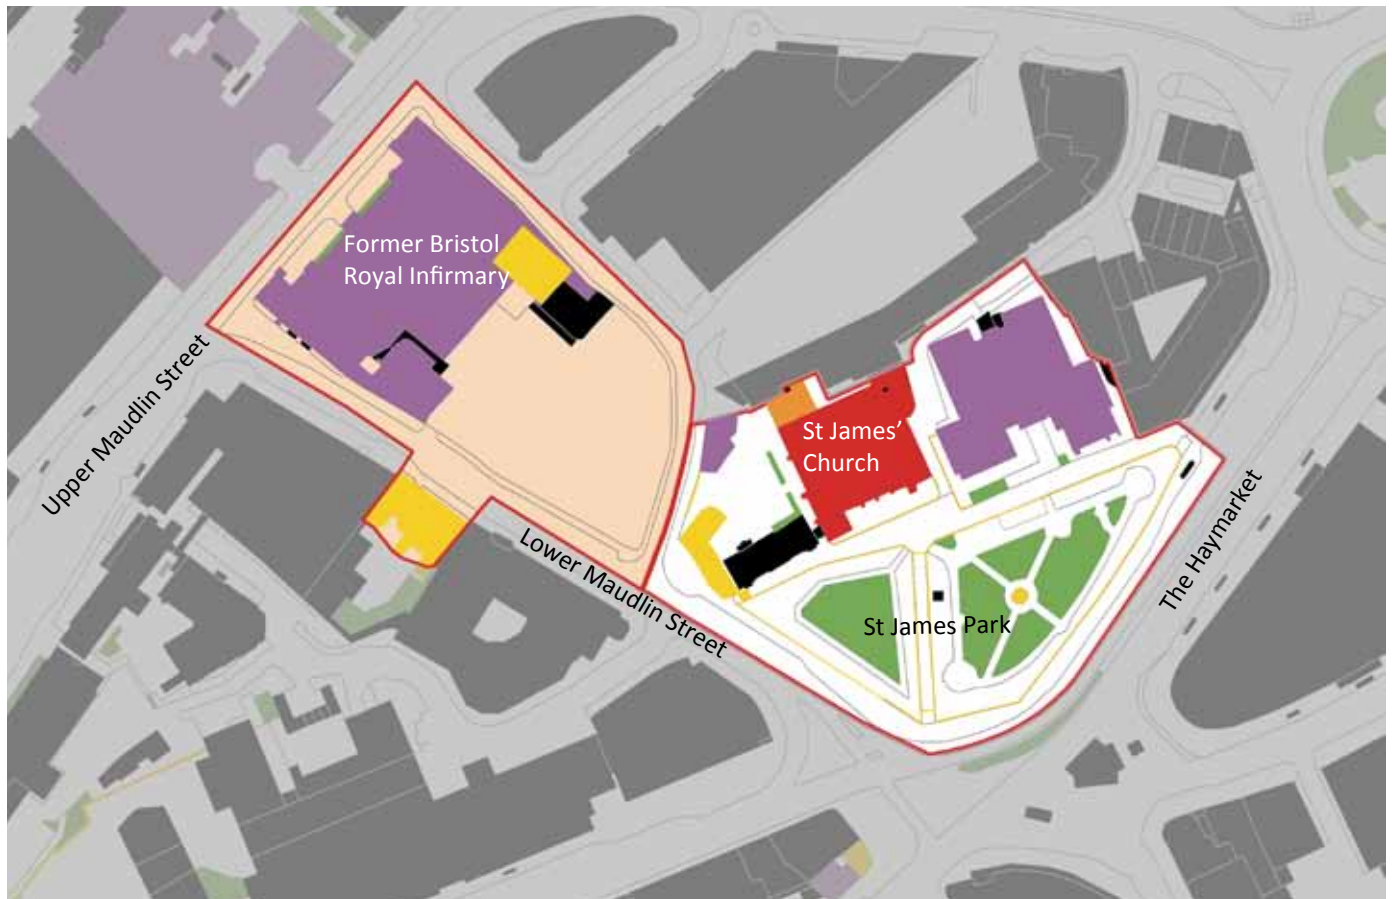 Former Bristol
Royal Infirmary
Upper Maudlin Street
St James'
Church
Lower Maudlin Street
St James Park
The Haymarket